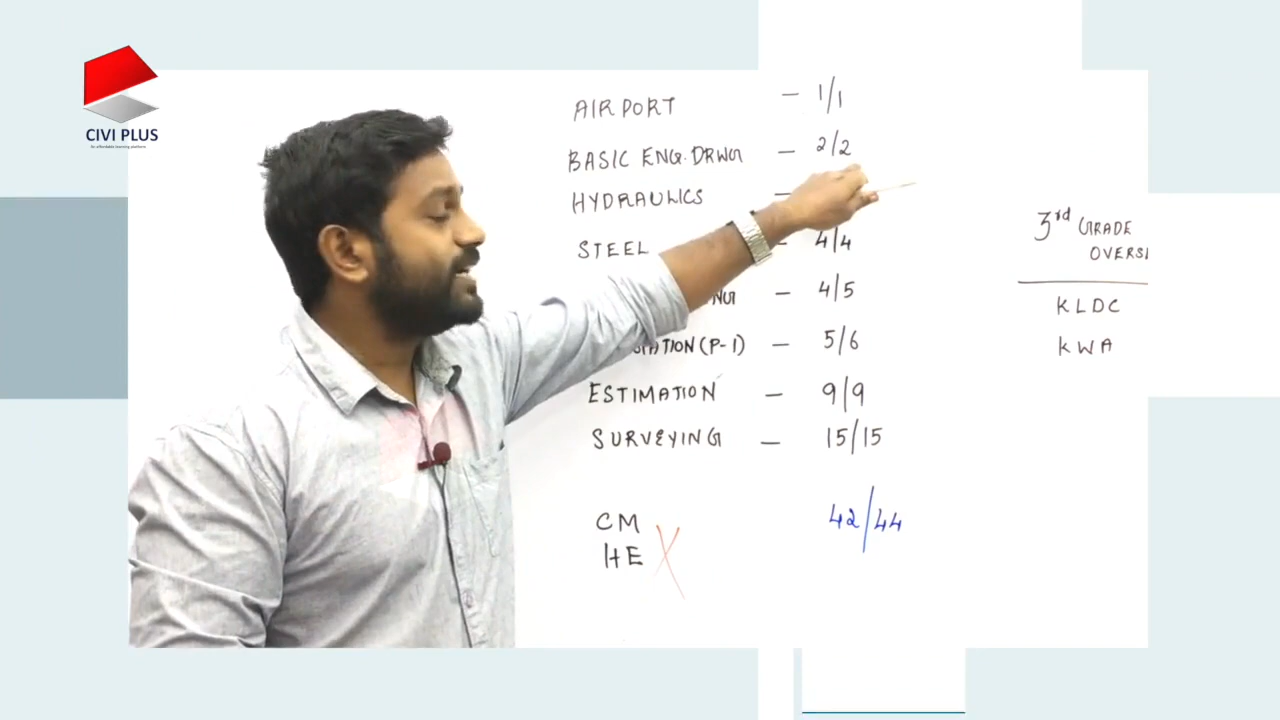 CIVI PLUS
AIRPORT – 1/1
BASIC ENG. DRWG – 2/2
HYDRAULICS –
STEEL – 4/4
– 4/5
(P-1) – 5/6
ESTIMATION – 9/9
SURVEYING – 15/15
CM
HE
42/44
3rd GRADE
OVERSI
KLDC
KWA